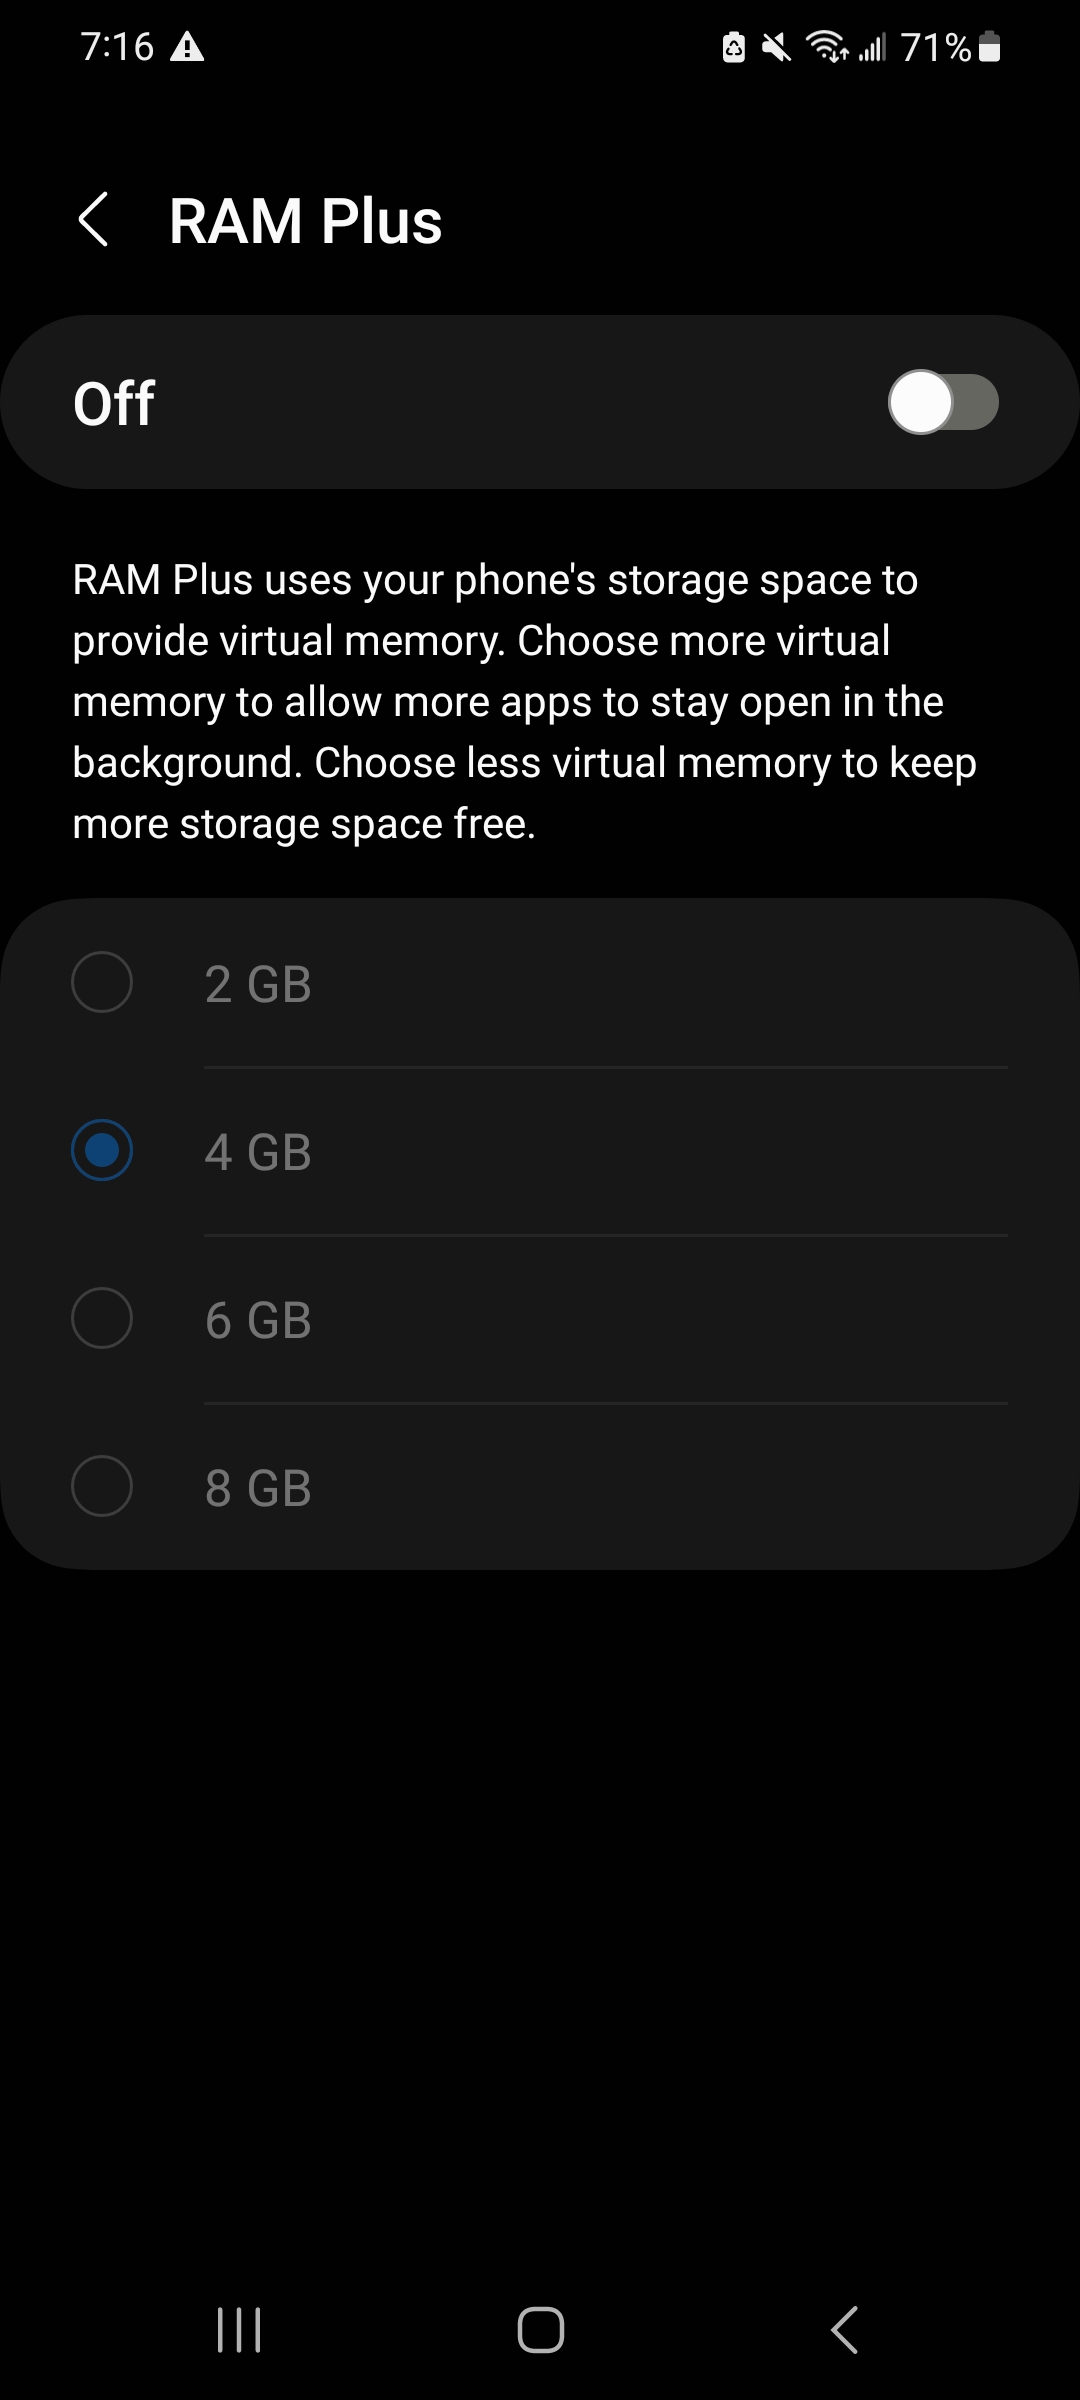 7:16
71%
RAM Plus
Off
RAM Plus uses your phone's storage space to
provide virtual memory. Choose more virtual
memory to allow more apps to stay open in the
background. Choose less virtual memory to keep
more storage space free.
2 GB
4 GB
6 GB
8 GB